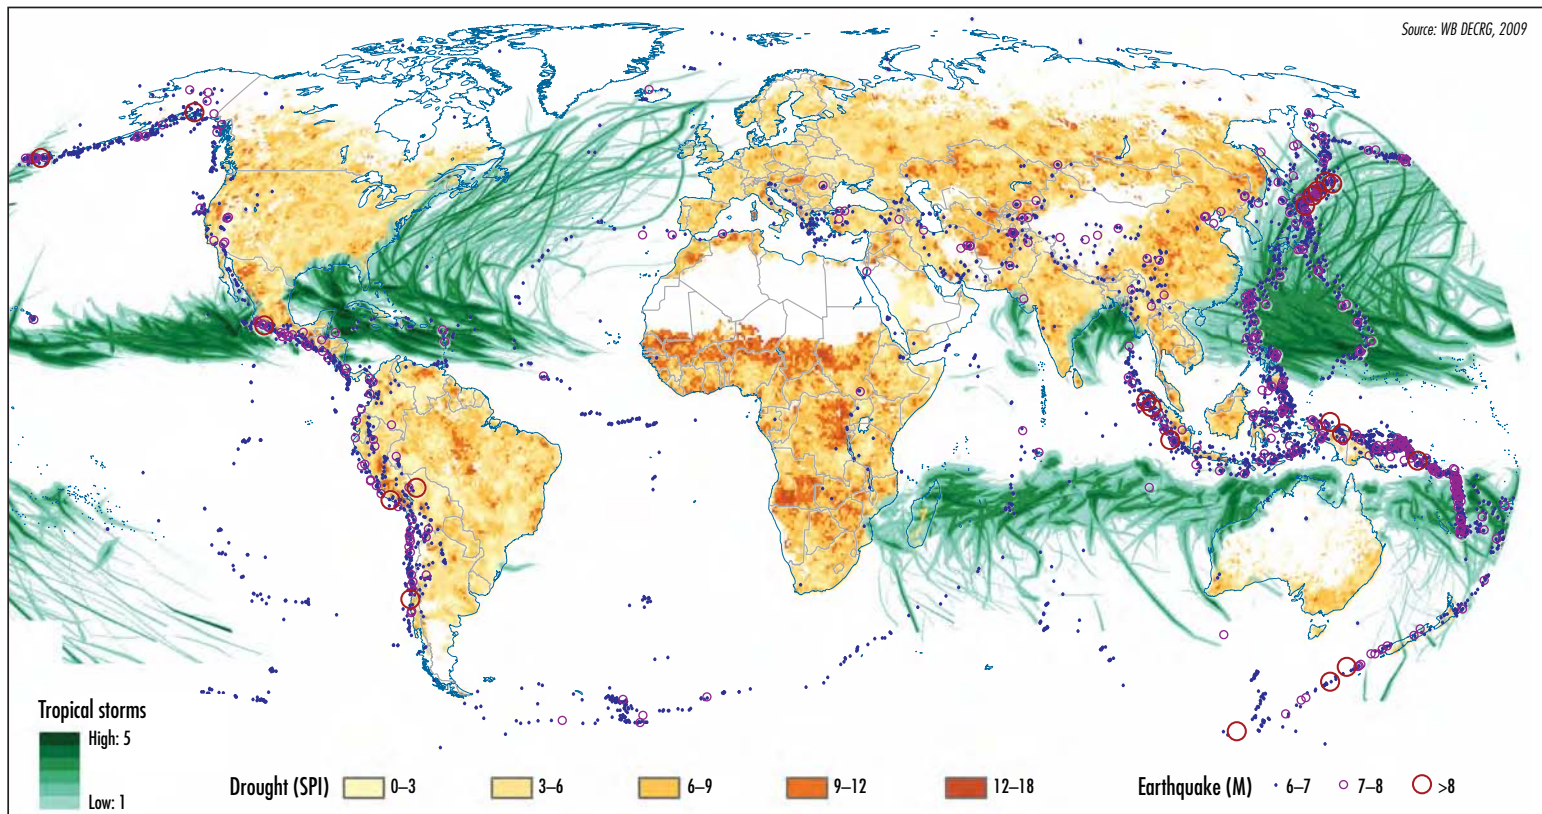 Source: WB DECRG, 2009
Tropical storms
High: 5
Low: 1
Drought (SPI) 0–3 3–6 6–9 9–12 12–18 Earthquake (M) 6–7 7–8 >8